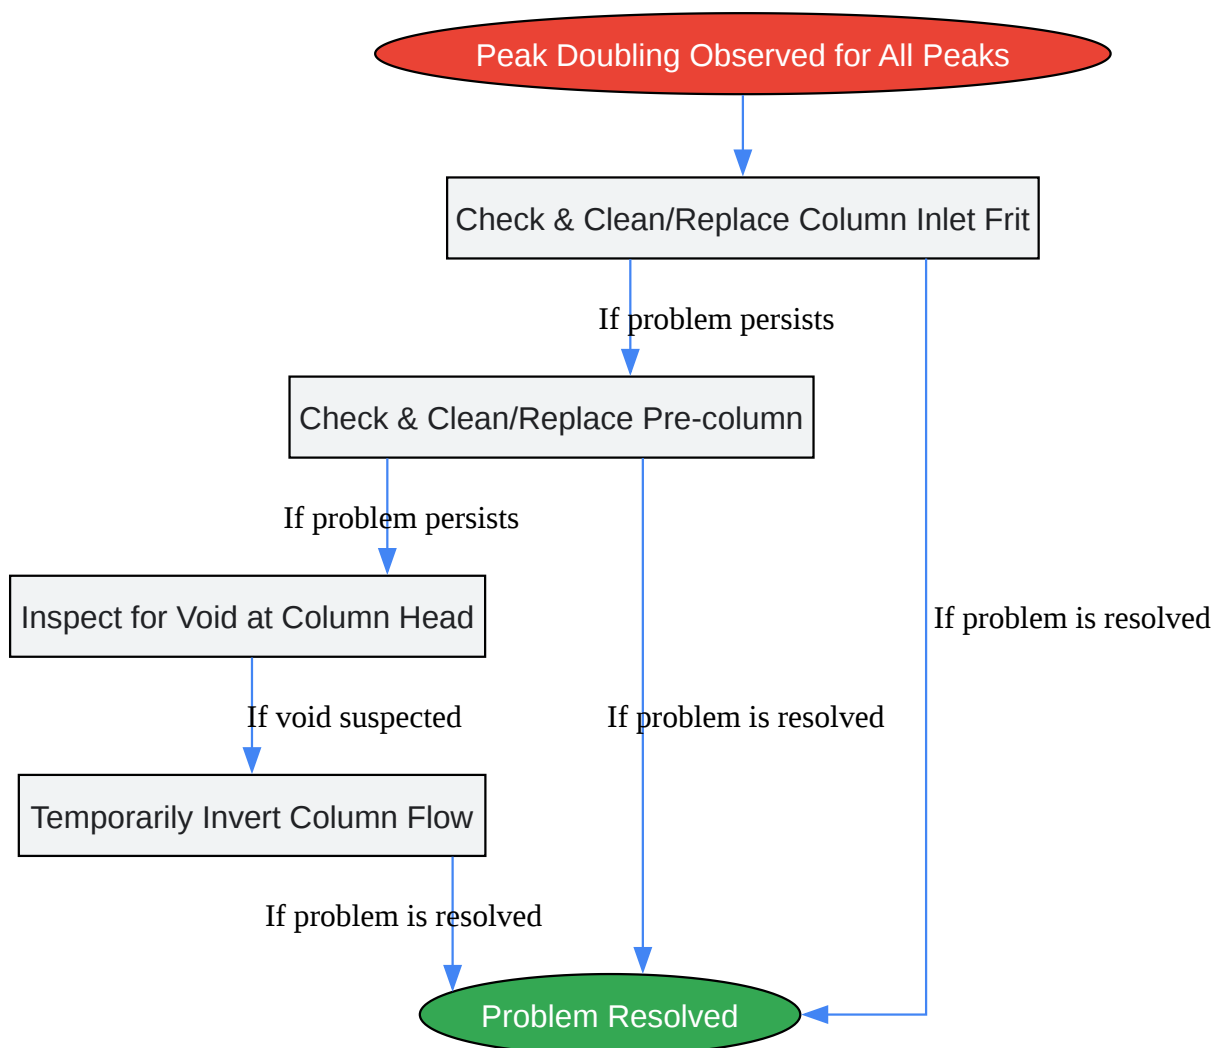 Peak Doubling Observed for All Peaks
Check & Clean/Replace Column Inlet Frit
If problem persists
Check & Clean/Replace Pre-column
If problem persists
Inspect for Void at Column Head
If problem is resolved
If void suspected
If problem is resolved
Temporarily Invert Column Flow
If problem is resolved
Problem Resolved